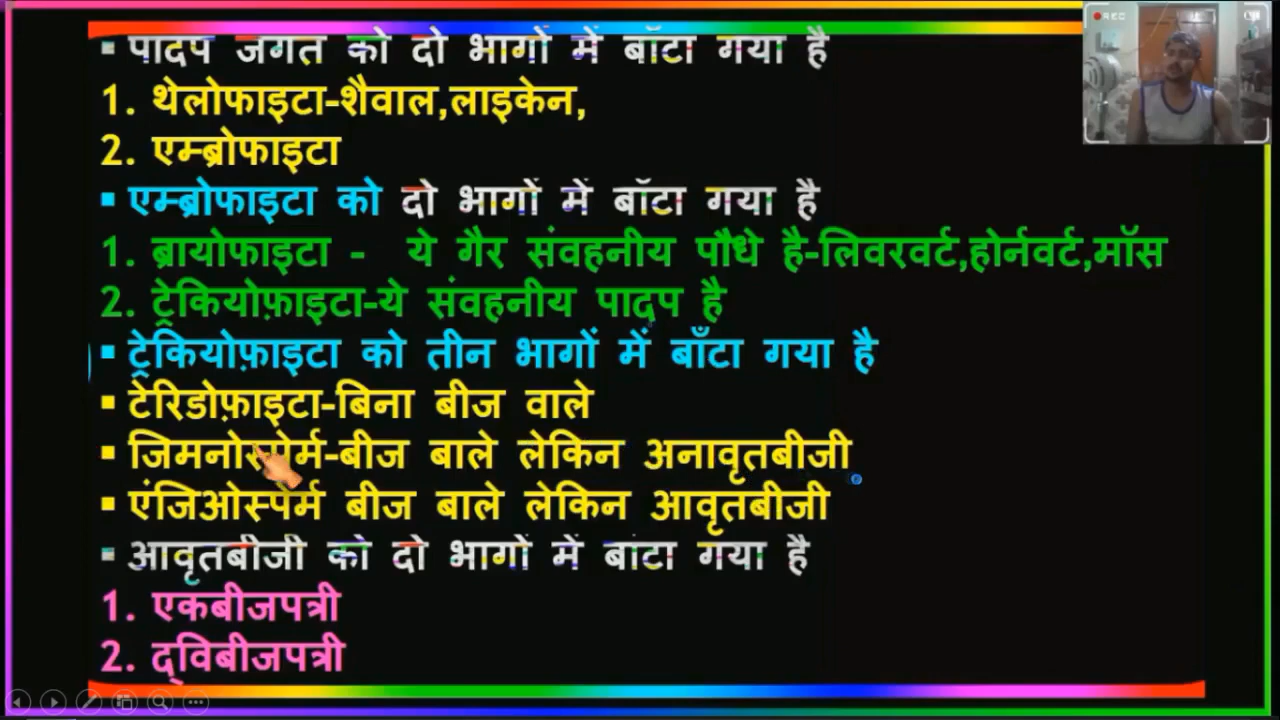 ▪ पादप जगत को दो भागों में बाँटा गया है
1. थेलोफाइटा-शैवाल,लाइकेन,
2. एम्ब्रोफाइटा
▪ एम्ब्रोफाइटा को दो भागों में बाँटा गया है
1. ब्रायोफाइटा - ये गैर संवहनीय पौधे है-लिवरवर्ट,होर्नवर्ट,मॉस
2. ट्रेकियोफ़ाइटा-ये संवहनीय पादप है
▪ ट्रेकियोफ़ाइटा को तीन भागों में बाँटा गया है
▪ टेरिडोफ़ाइटा-बिना बीज वाले
▪ जिमनोस्पेर्म-बीज बाले लेकिन अनावृतबीजी
▪ एंजिओस्पर्म बीज बाले लेकिन आवृतबीजी
▪ आवृतबीजी को दो भागों में बांटा गया है
1. एकबीजपत्री
2. द्विबीजपत्री
REC